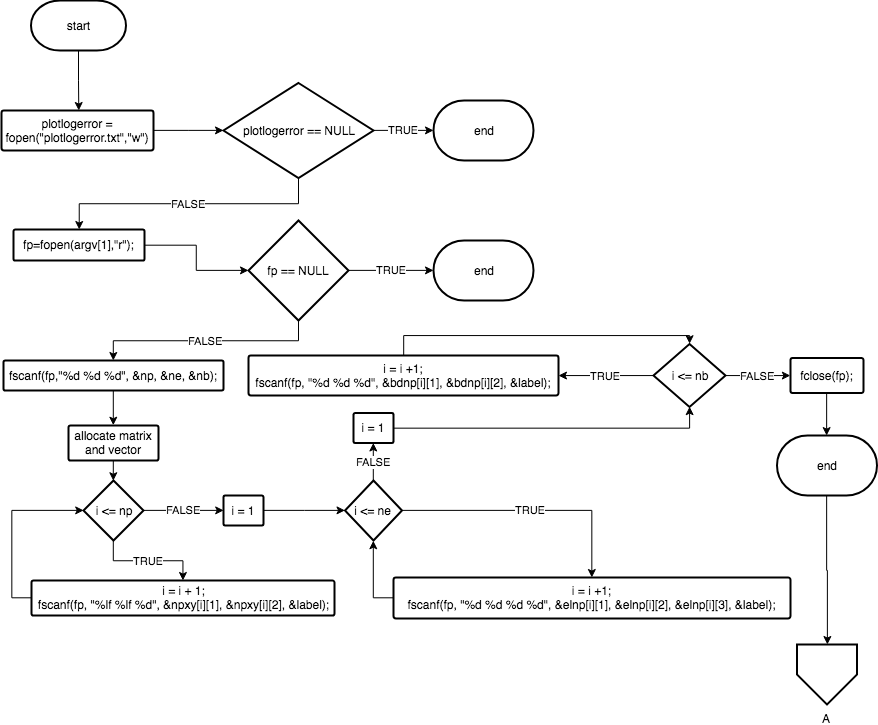 start
plotlogerror =
fopen("plotlogerror.txt","w")
plotlogerror == NULL
TRUE
end
FALSE
fp=fopen(argv[1],"r");
fp == NULL
TRUE
end
FALSE
fscanf(fp,"%d %d %d", &np, &ne, &nb);
allocate matrix
and vector
i <= np
FALSE
i = 1
TRUE
i = i + 1;
fscanf(fp, "%lf %lf %d", &npxy[i][1], &npxy[i][2], &label);
i <= ne
TRUE
i = i +1;
fscanf(fp, "%d %d %d %d", &elnp[i][1], &elnp[i][2], &elnp[i][3], &label);
FALSE
i = 1
i <= nb
TRUE
i = i +1;
fscanf(fp, "%d %d %d", &bdnp[i][1], &bdnp[i][2], &label);
FALSE
fclose(fp);
end
A